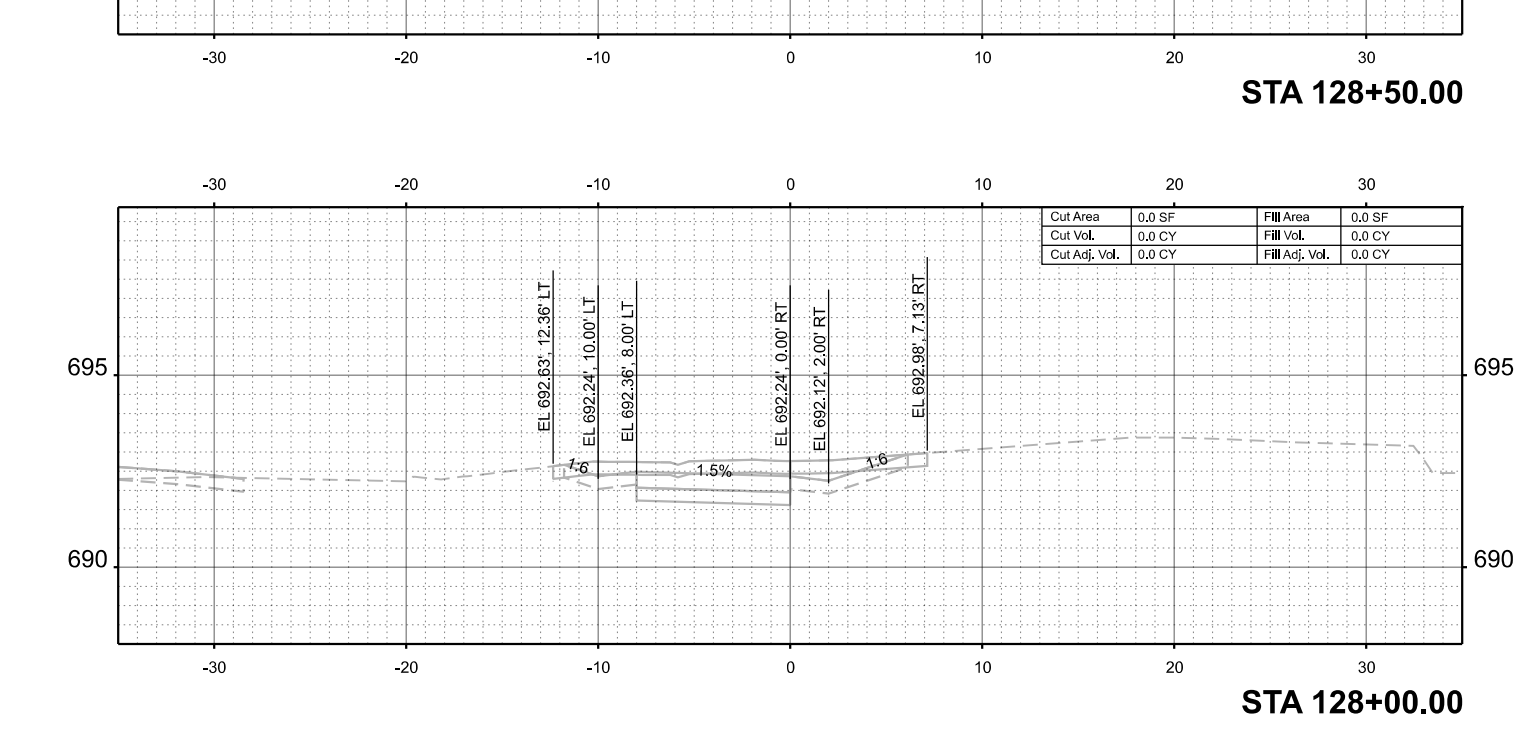 -30 -20 -10 0 10 20 30
STA 128+50.00
-30 -20 -10 0 10 20 30
Cut Area 0.0 SF Fill Area 0.0 SF
Cut Vol. 0.0 CY Fill Vol. 0.0 CY
Cut Adj. Vol. 0.0 CY Fill Adj. Vol. 0.0 CY
EL 692.63', 12.36' LT
EL 692.24', 10.00' LT
EL 692.36', 8.00' LT
EL 692.24', 0.00' RT
EL 692.12', 2.00' RT
EL 692.98', 7.13' RT
695 695
1:6 1.5% 1:6
690 690
-30 -20 -10 0 10 20 30
STA 128+00.00